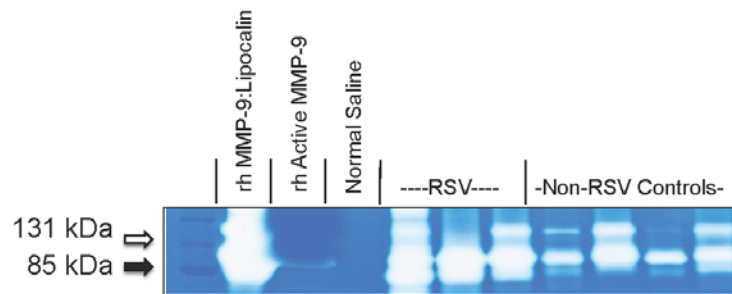 rh MMP-9:Lipocalin
rh Active MMP-9
Normal Saline
----RSV----
-Non-RSV Controls-
131 kDa
85 kDa